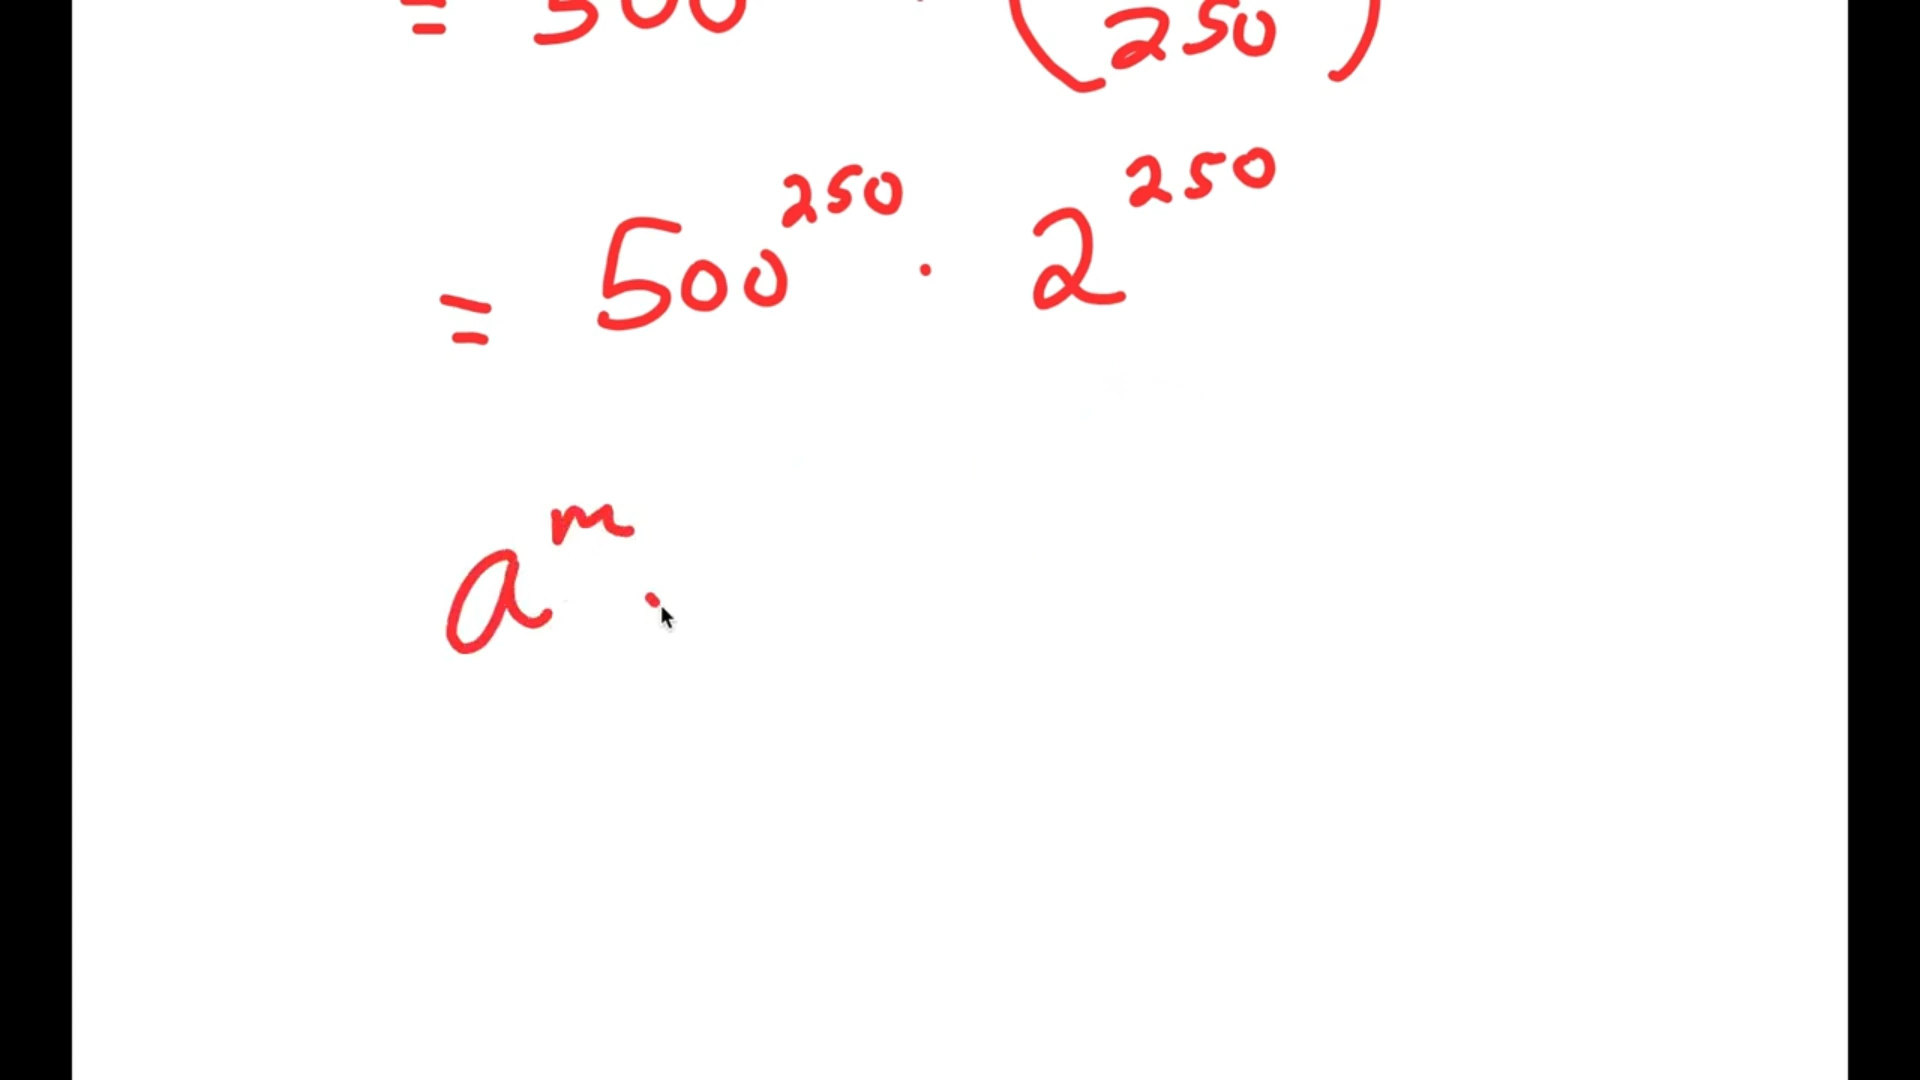 = 500 · (250)
= 500^250 · 2^250
a^m ·